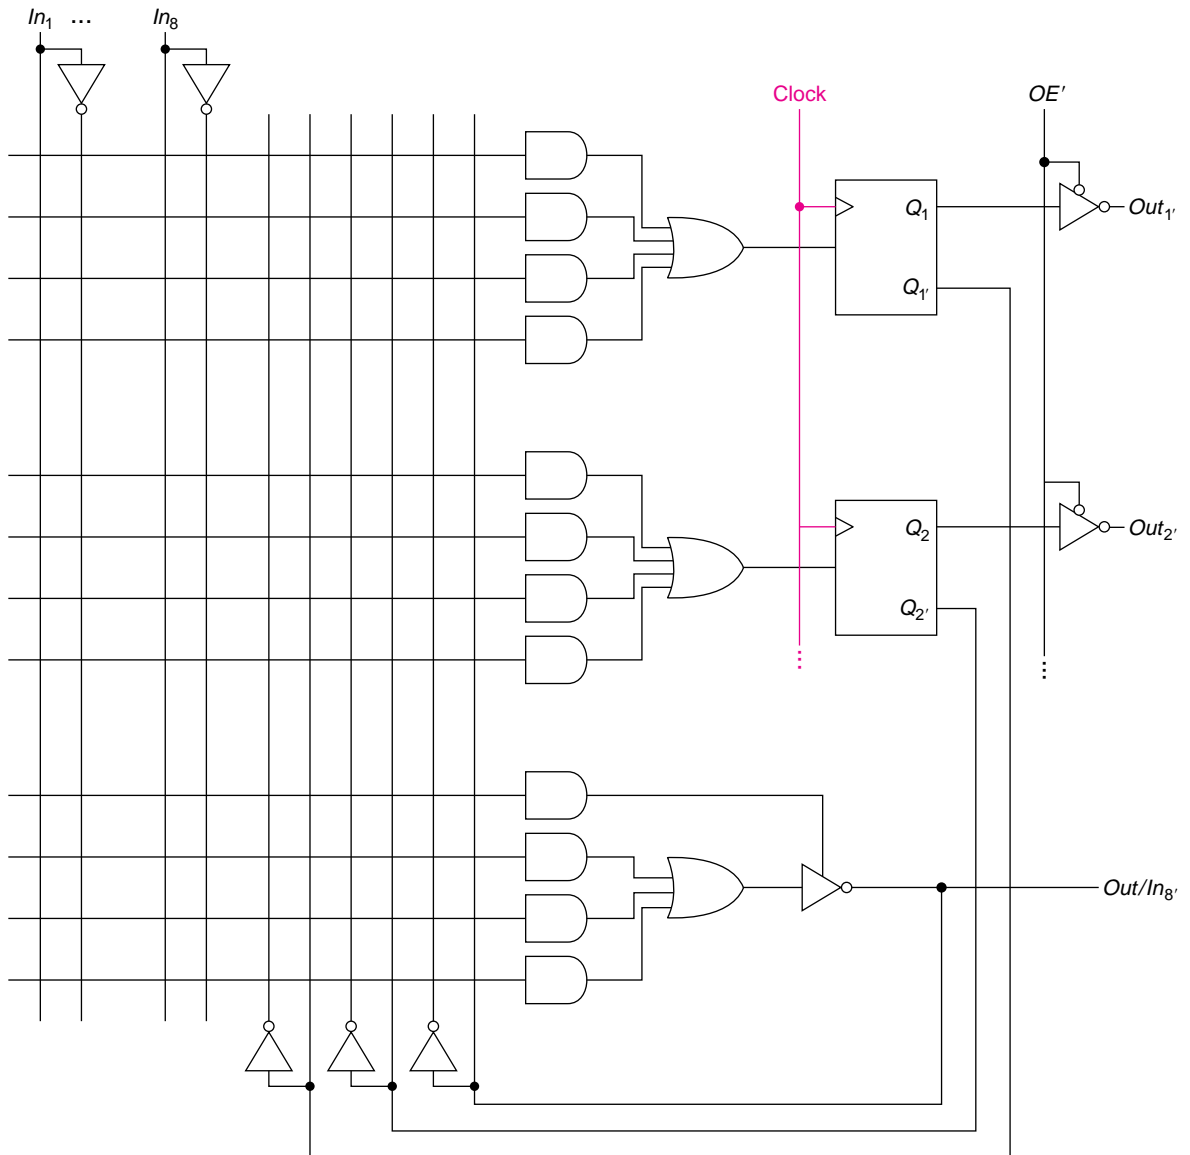 In₁ ... In₈
Clock OE′
Q₁ Out₁′
Q₁′
Q₂ Out₂′
Q₂′
...
...
Out/In₈′